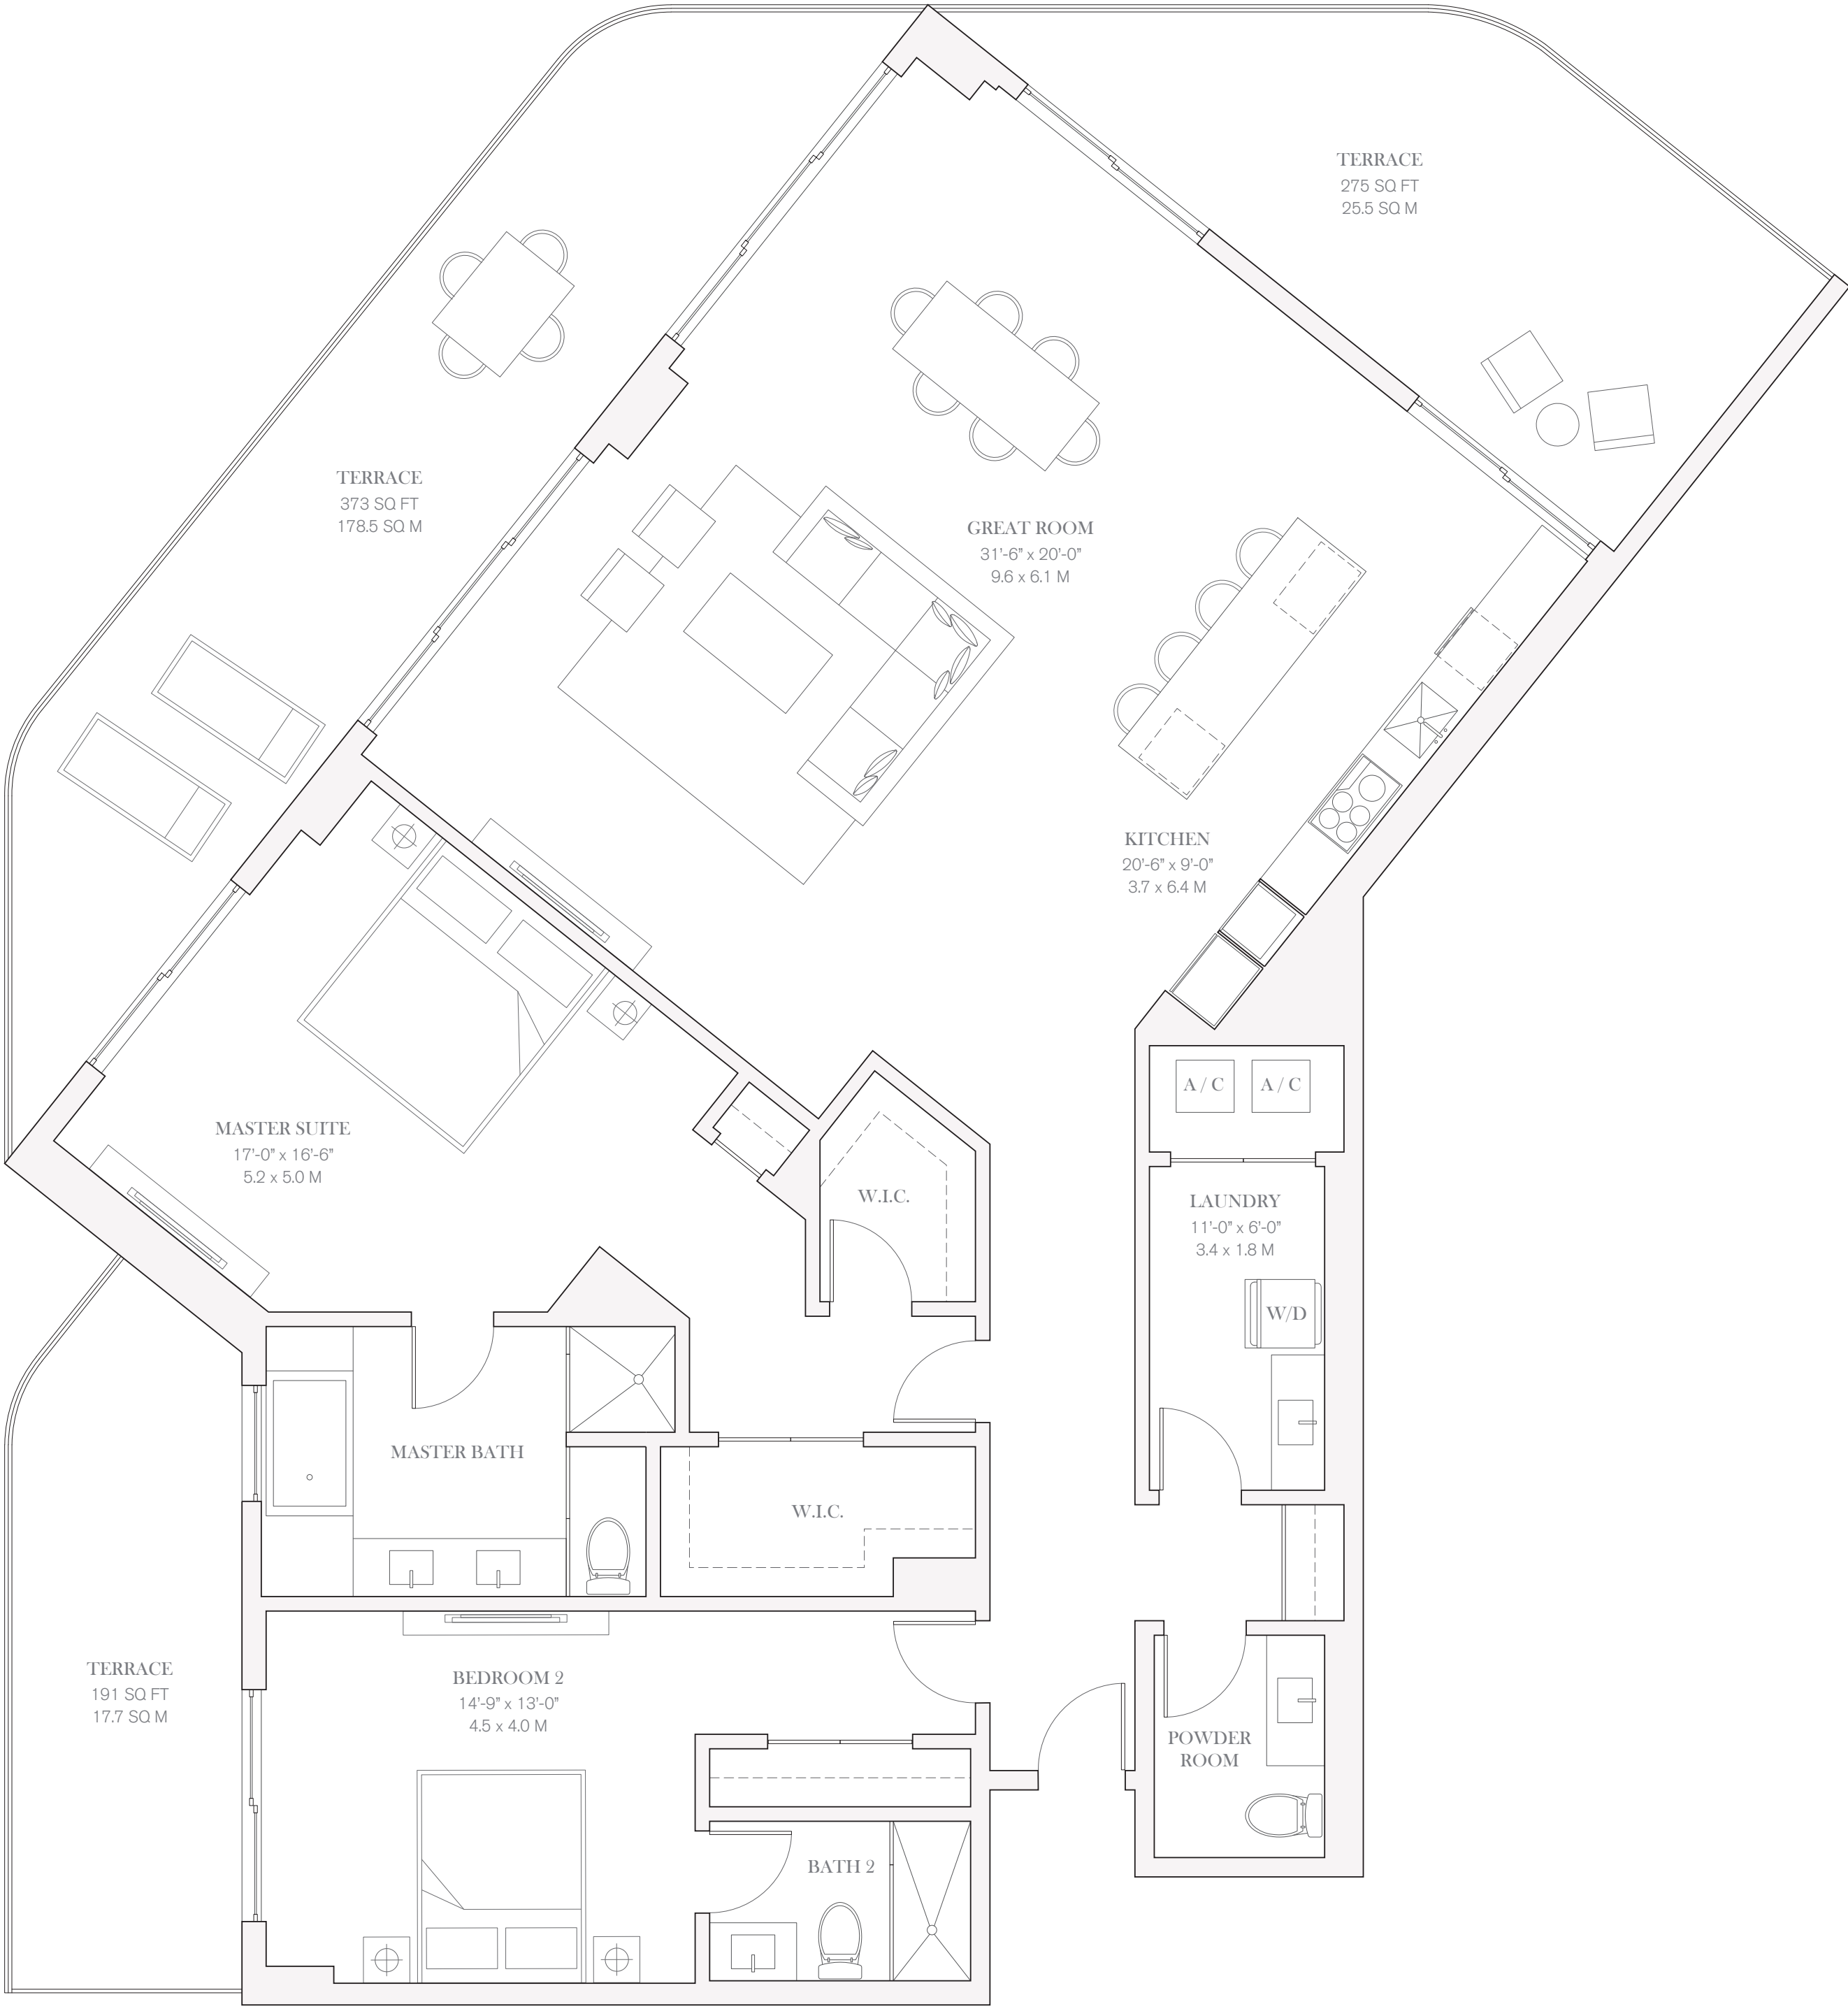 TERRACE
275 SQ FT
25.5 SQ M
TERRACE
373 SQ FT
178.5 SQ M
GREAT ROOM
31'-6" x 20'-0"
9.6 x 6.1 M
KITCHEN
20'-6" x 9'-0"
3.7 x 6.4 M
A / C
A / C
MASTER SUITE
17'-0" x 16'-6"
5.2 x 5.0 M
W.I.C.
LAUNDRY
11'-0" x 6'-0"
3.4 x 1.8 M
W/D
MASTER BATH
W.I.C.
TERRACE
191 SQ FT
17.7 SQ M
BEDROOM 2
14'-9" x 13'-0"
4.5 x 4.0 M
POWDER
ROOM
BATH 2